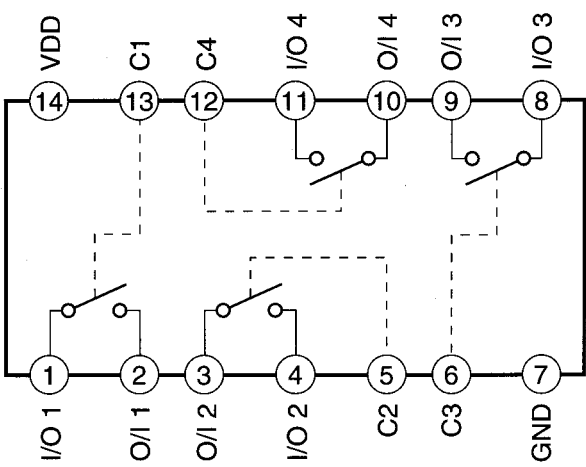 VDD
C1
C4
I/O 4
O/I 4
O/I 3
I/O 3
14
13
12
11
10
9
8
1
2
3
4
5
6
7
I/O 1
O/I 1
O/I 2
I/O 2
C2
C3
GND